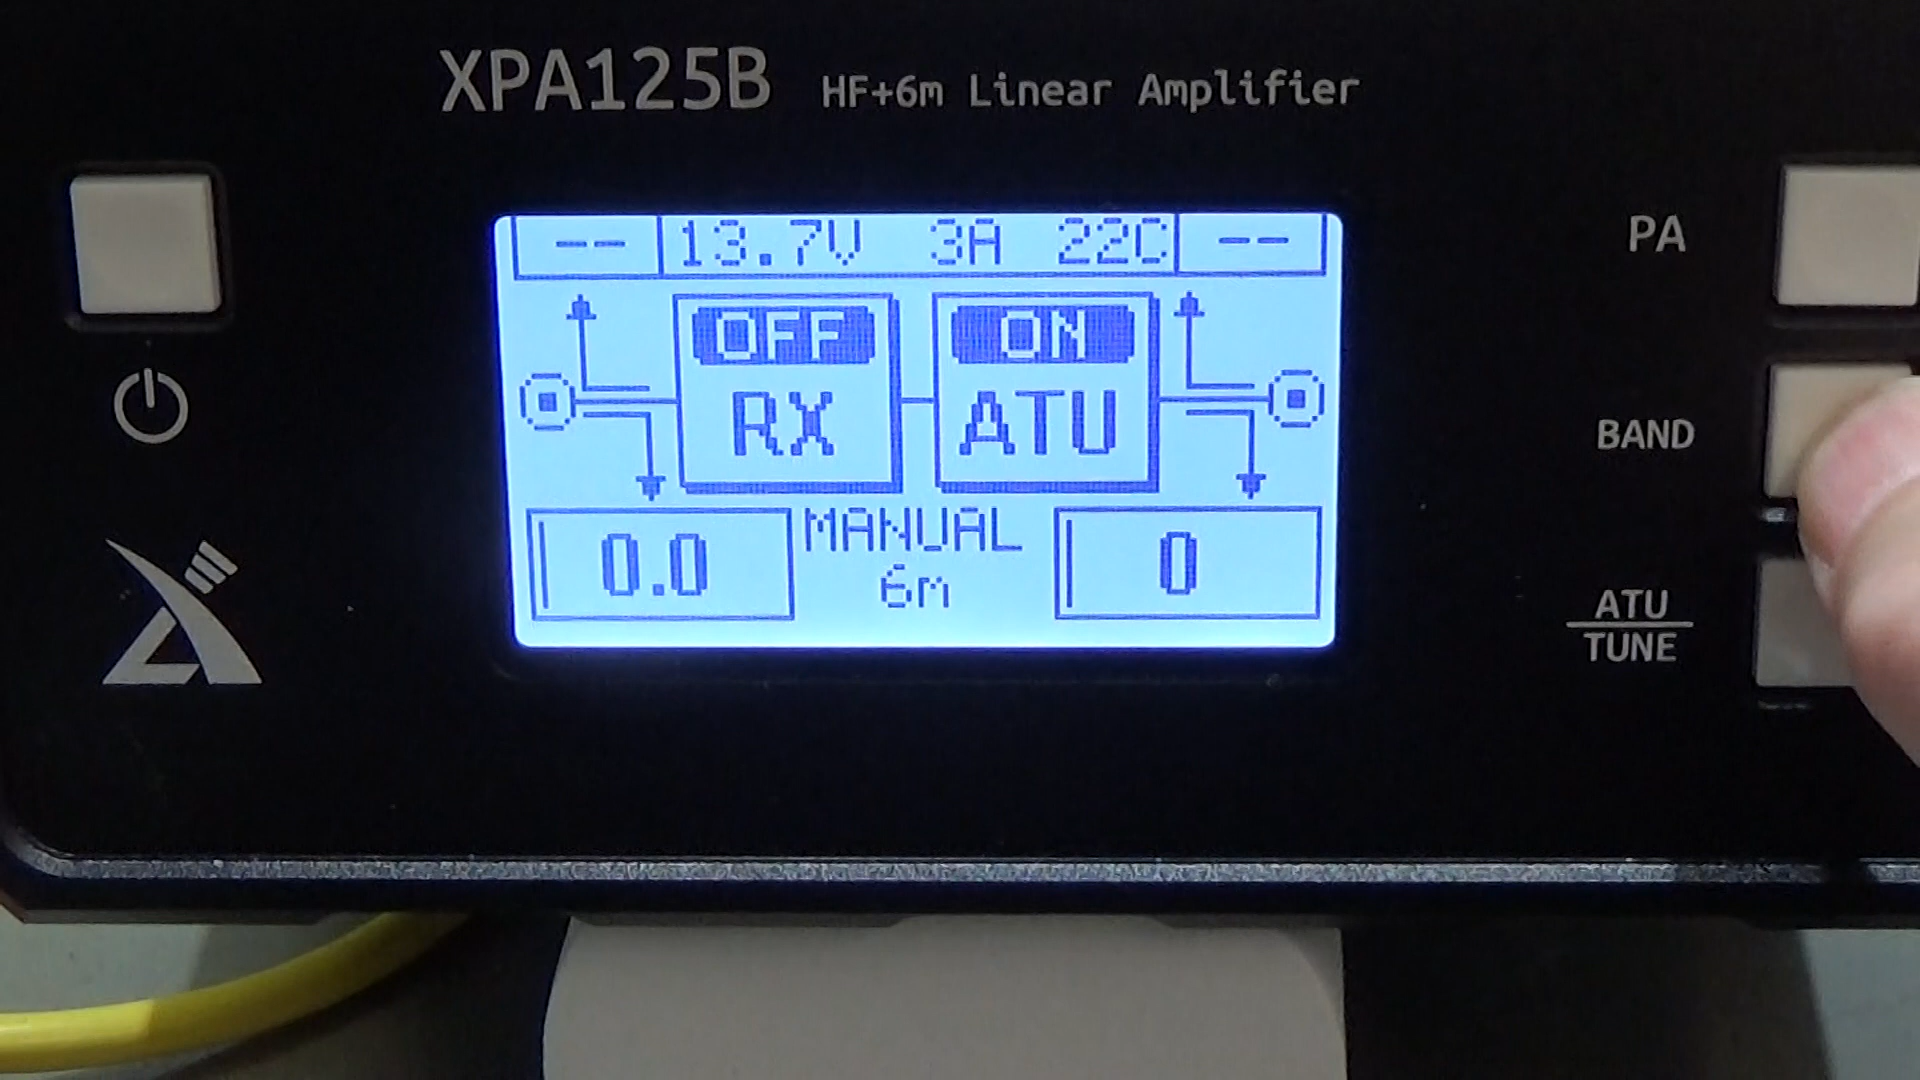 XPA125B HF+6m Linear Amplifier
-- 13.7V 3A 22C --
OFF ON
RX ATU
MANUAL
0.0 6m 0
PA
BAND
ATU
TUNE